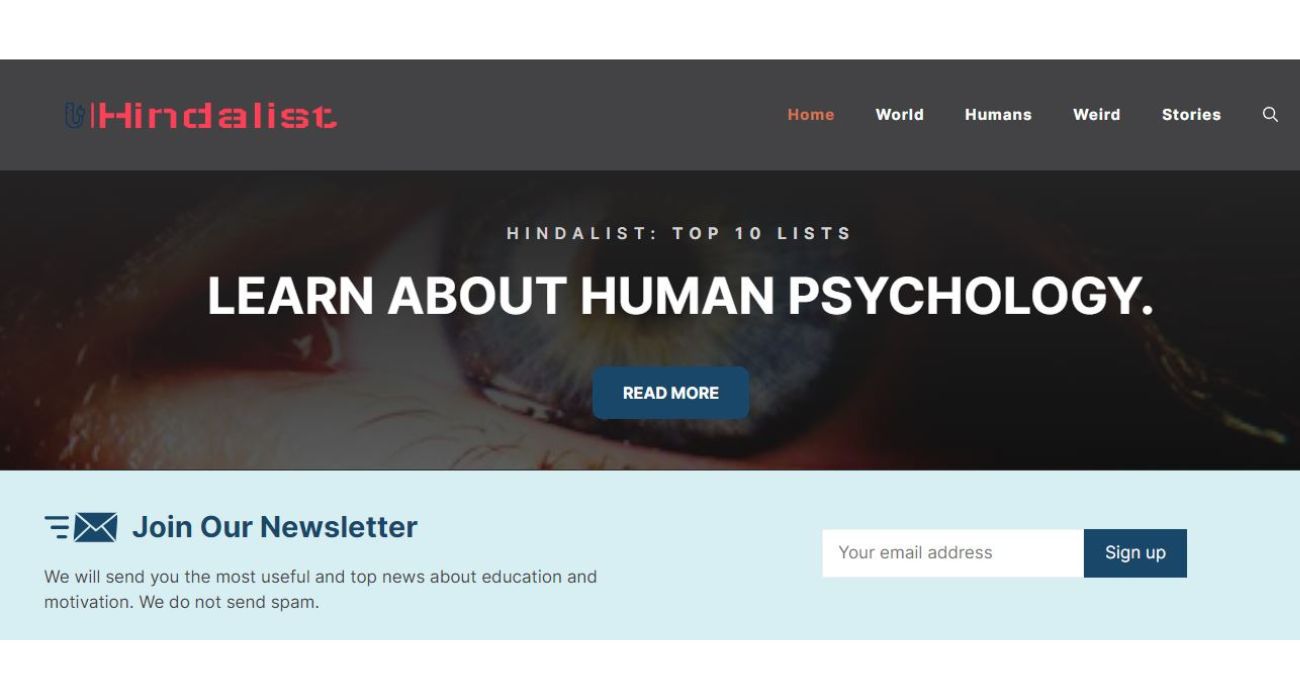 Hindalist
Home World Humans Weird Stories
HINDALIST: TOP 10 LISTS
LEARN ABOUT HUMAN PSYCHOLOGY.
READ MORE
Join Our Newsletter
We will send you the most useful and top news about education and
motivation. We do not send spam.
Your email address
Sign up